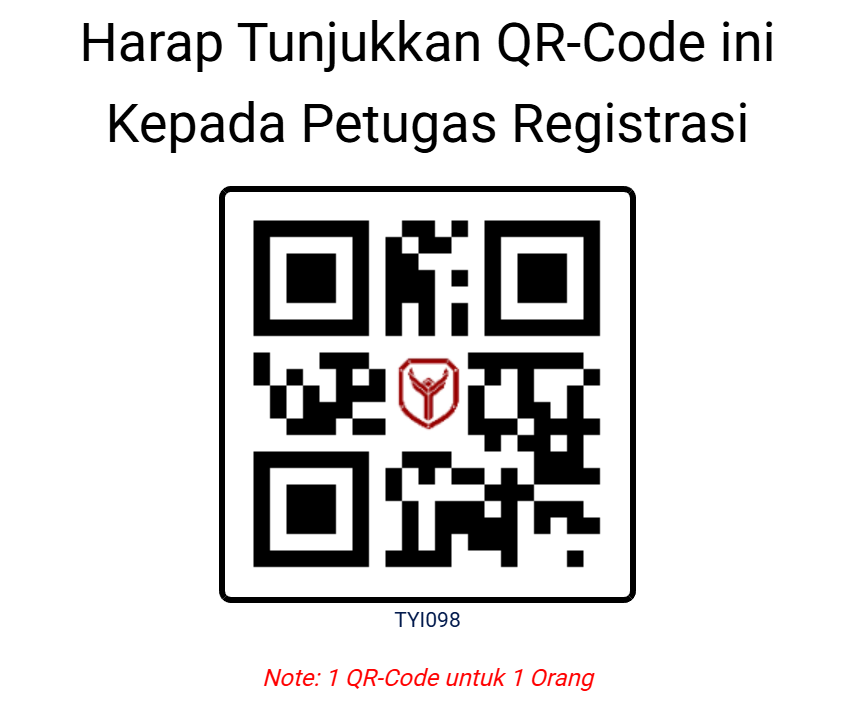 Harap Tunjukkan QR-Code ini
Kepada Petugas Registrasi
TYI098
Note: 1 QR-Code untuk 1 Orang